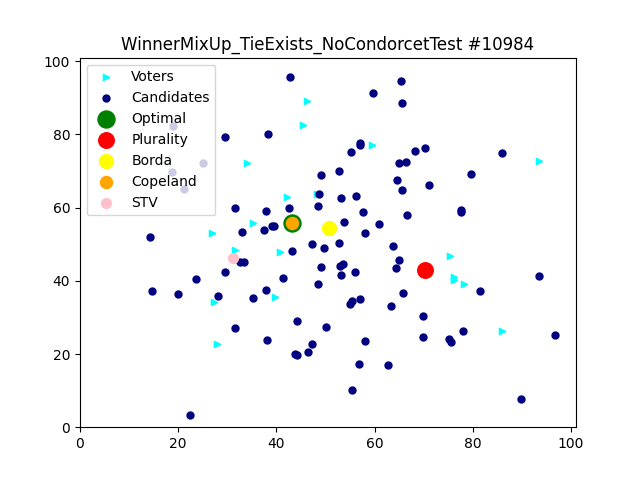 WinnerMixUp_TieExists_NoCondorcetTest #10984
100
80
60
40
20
0
0 20 40 60 80 100
Voters
Candidates
Optimal
Plurality
Borda
Copeland
STV